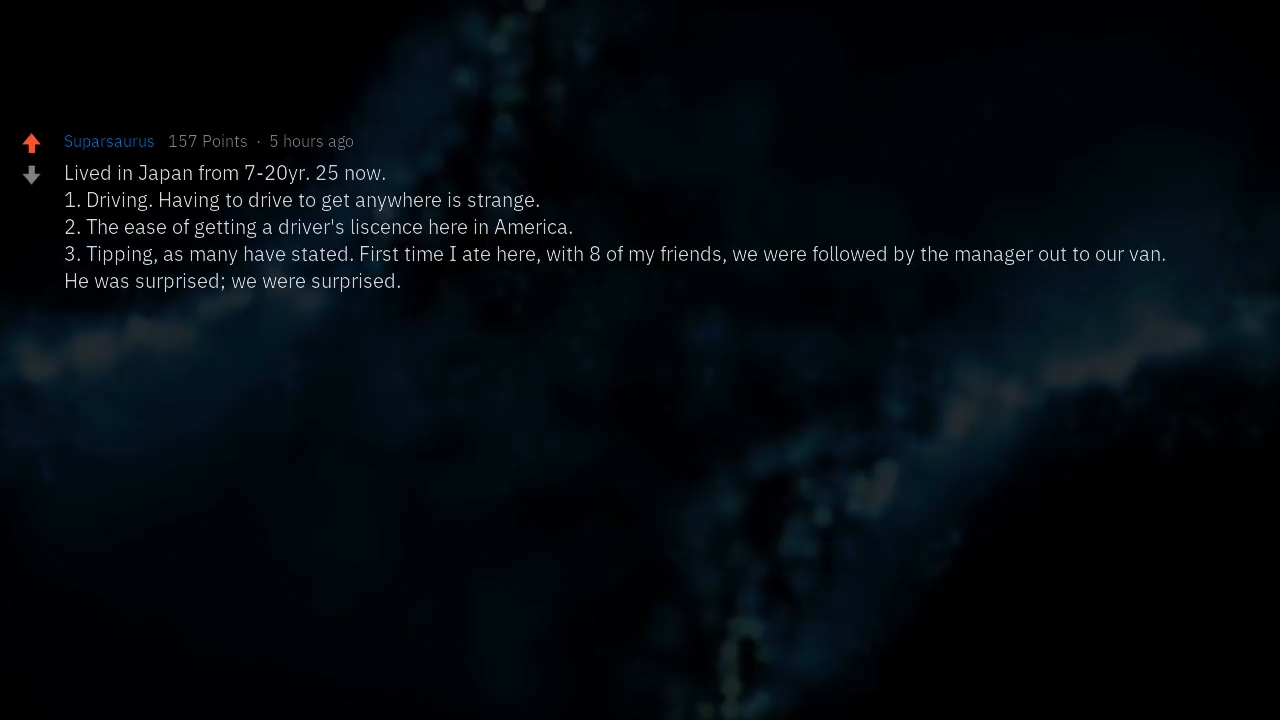 Suparsaurus 157 Points · 5 hours ago
Lived in Japan from 7-20yr. 25 now.
1. Driving. Having to drive to get anywhere is strange.
2. The ease of getting a driver's liscence here in America.
3. Tipping, as many have stated. First time I ate here, with 8 of my friends, we were followed by the manager out to our van.
He was surprised; we were surprised.